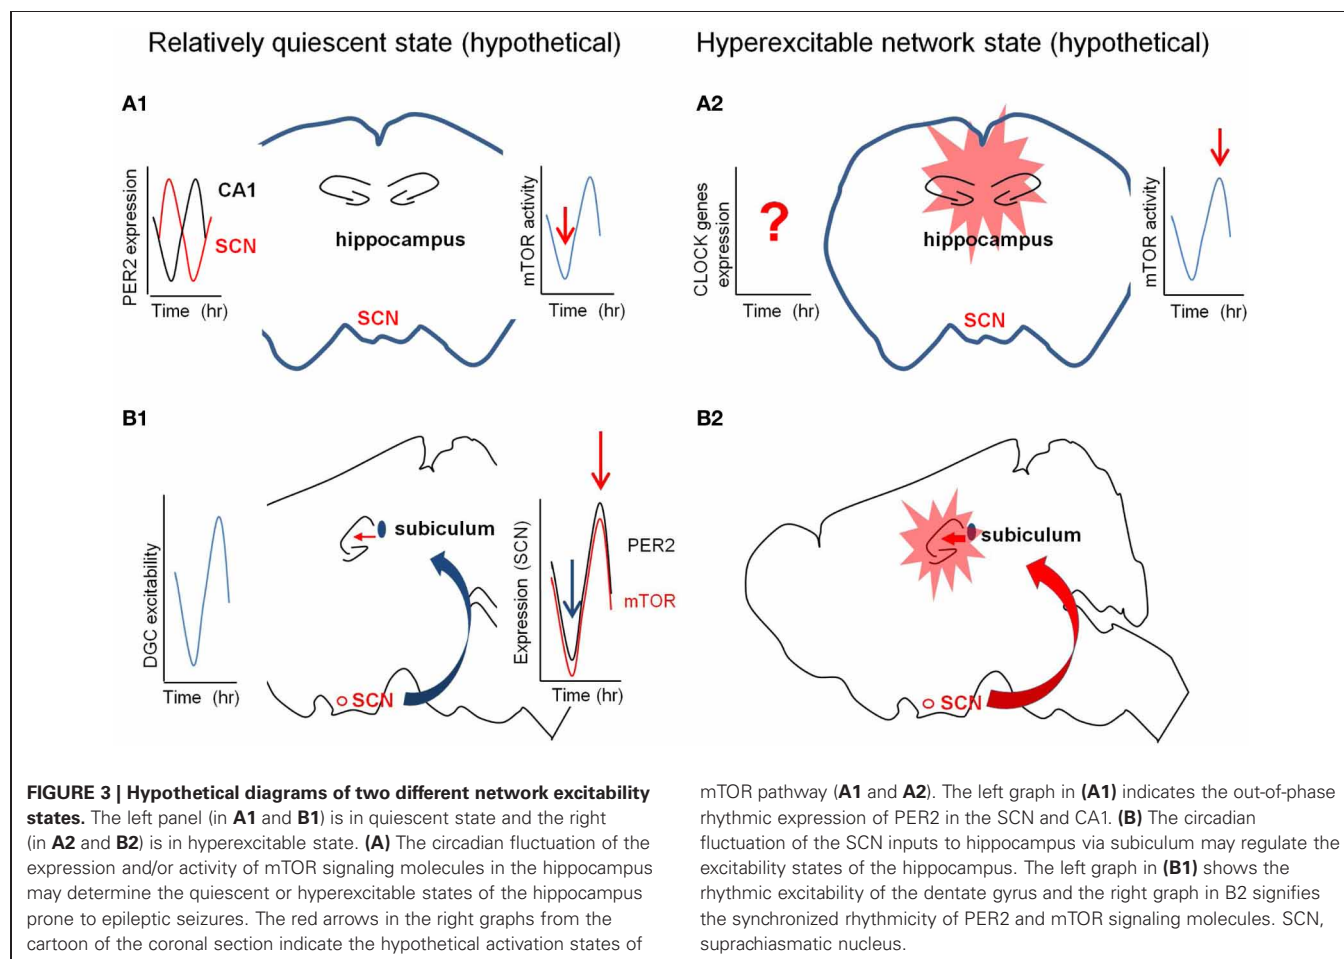 Relatively quiescent state (hypothetical)
Hyperexcitable network state (hypothetical)
A1
PER2 expression
CA1
SCN
Time (hr)
hippocampus
SCN
mTOR activity
Time (hr)
A2
CLOCK genes
expression
?
Time (hr)
hippocampus
SCN
mTOR activity
Time (hr)
B1
DGC excitability
Time (hr)
subiculum
SCN
Expression (SCN)
PER2
mTOR
Time (hr)
B2
subiculum
SCN
FIGURE 3 | Hypothetical diagrams of two different network excitability
states. The left panel (in A1 and B1) is in quiescent state and the right
(in A2 and B2) is in hyperexcitable state. (A) The circadian fluctuation of the
expression and/or activity of mTOR signaling molecules in the hippocampus
may determine the quiescent or hyperexcitable states of the hippocampus
prone to epileptic seizures. The red arrows in the right graphs from the
cartoon of the coronal section indicate the hypothetical activation states of
mTOR pathway (A1 and A2). The left graph in (A1) indicates the out-of-phase
rhythmic expression of PER2 in the SCN and CA1. (B) The circadian
fluctuation of the SCN inputs to hippocampus via subiculum may regulate the
excitability states of the hippocampus. The left graph in (B1) shows the
rhythmic excitability of the dentate gyrus and the right graph in B2 signifies
the synchronized rhythmicity of PER2 and mTOR signaling molecules. SCN,
suprachiasmatic nucleus.